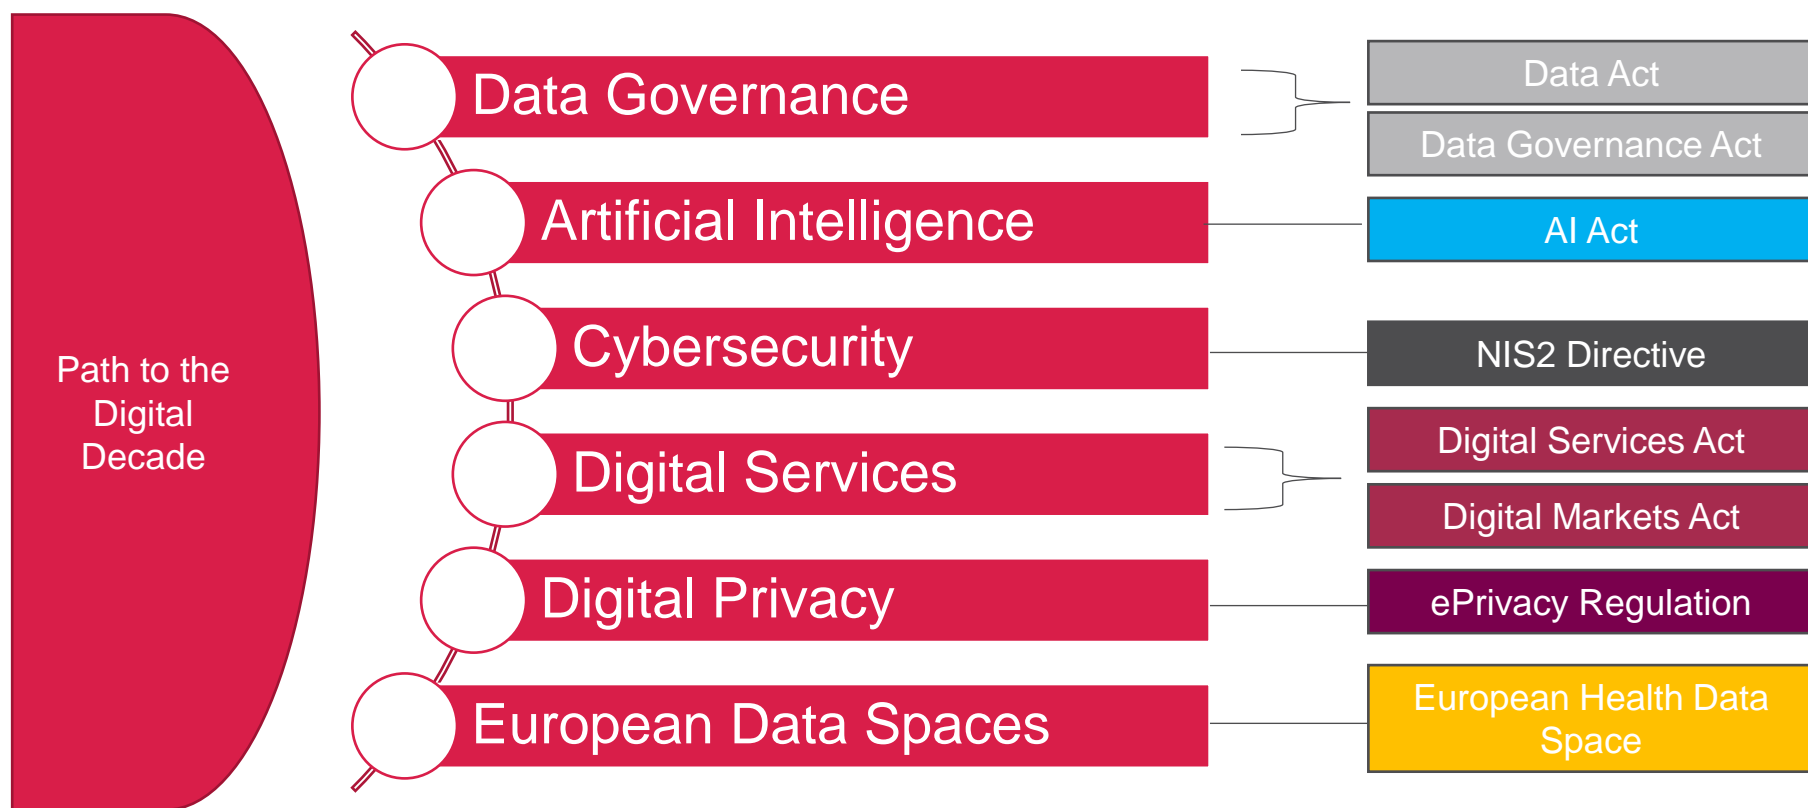 Path to the
Digital
Decade
Data Governance
Data Act
Data Governance Act
Artificial Intelligence
AI Act
Cybersecurity
NIS2 Directive
Digital Services
Digital Services Act
Digital Markets Act
Digital Privacy
ePrivacy Regulation
European Data Spaces
European Health Data
Space